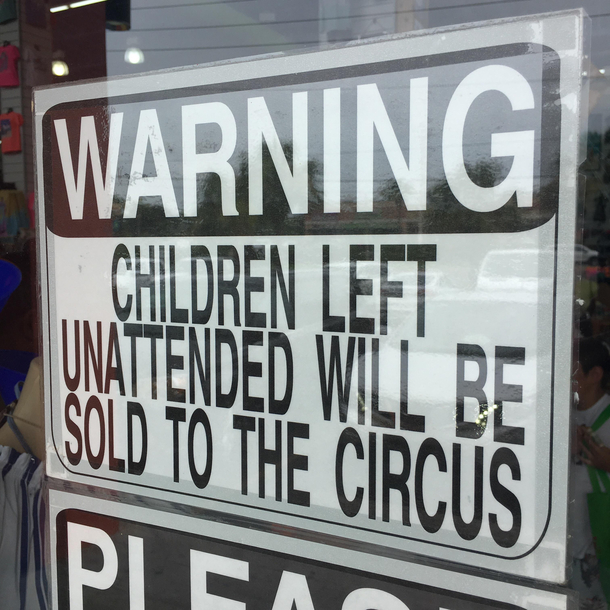 WARNING
CHILDREN LEFT
UNATTENDED WILL BE
SOLD TO THE CIRCUS